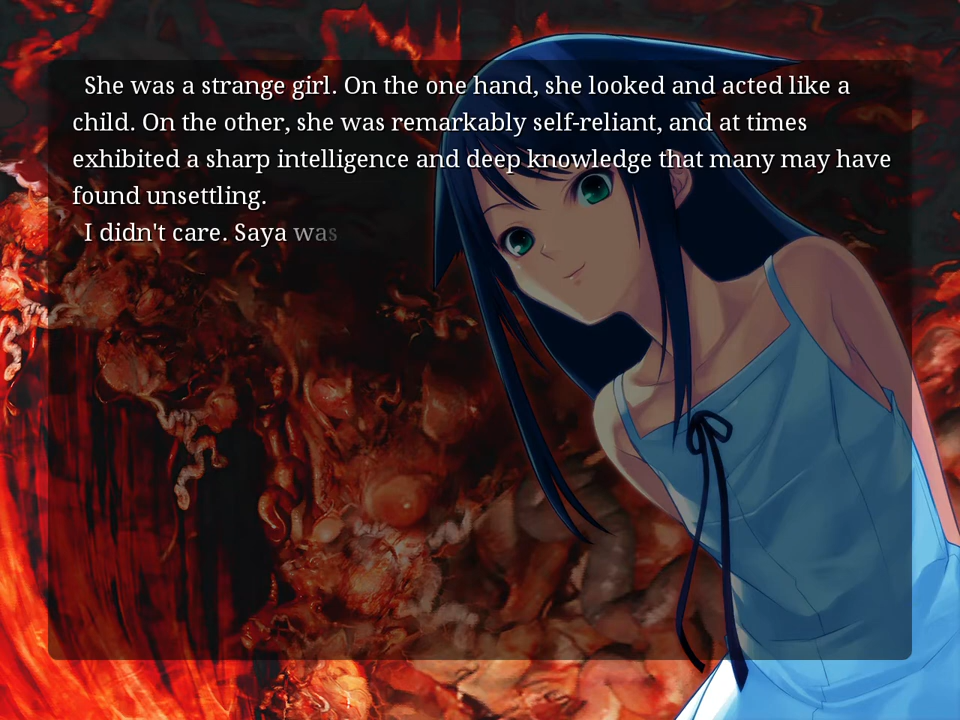 She was a strange girl. On the one hand, she looked and acted like a
child. On the other, she was remarkably self-reliant, and at times
exhibited a sharp intelligence and deep knowledge that many may have
found unsettling.
I didn't care. Saya was